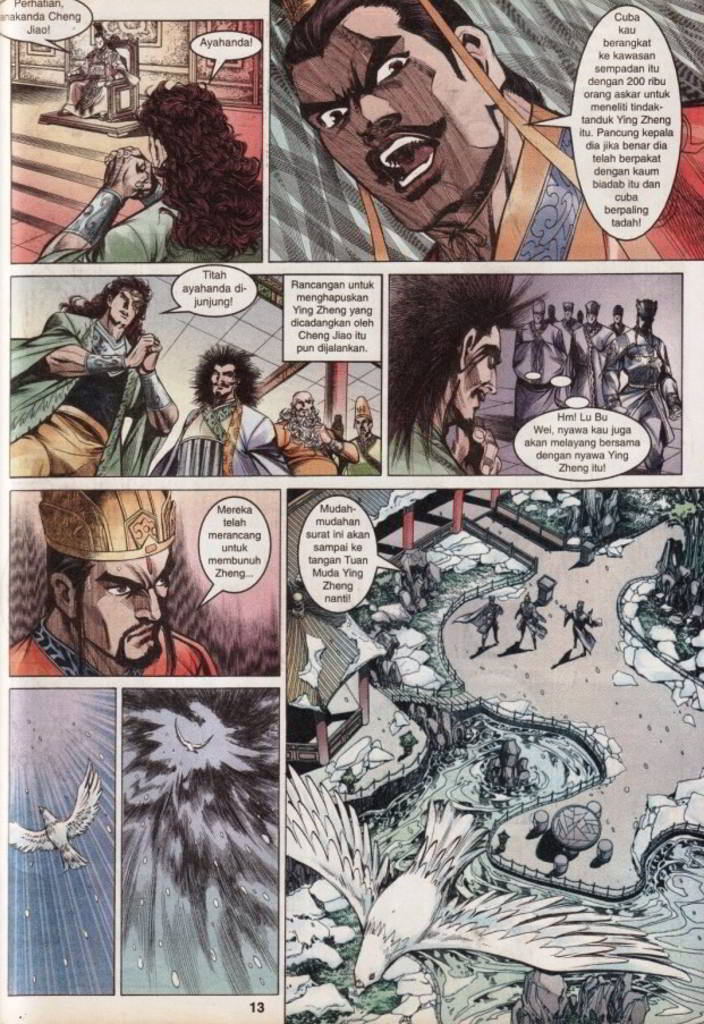 Perhatian,
anakanda Cheng
Jiao!
Ayahanda!
Cuba
kau
berangkat
ke kawasan
sempadan itu
dengan 200 ribu
orang askar untuk
meneliti tindak-
tanduk Ying Zheng
itu. Pancung kepala
dia jika benar dia
telah berpakat
dengan kaum
biadab itu dan
cuba
berpaling
tadah!
Titah
ayahanda di-
junjung!
Rancangan untuk
menghapuskan
Ying Zheng yang
dicadangkan oleh
Cheng Jiao itu
pun dijalankan.
Hm! Lu Bu
Wei, nyawa kau juga
akan melayang bersama
dengan nyawa Ying
Zheng itu!
Mereka
telah
merancang
untuk
membunuh
Zheng...
Mudah-
mudahan
surat ini akan
sampai ke
tangan Tuan
Muda Ying
Zheng
nanti!
13